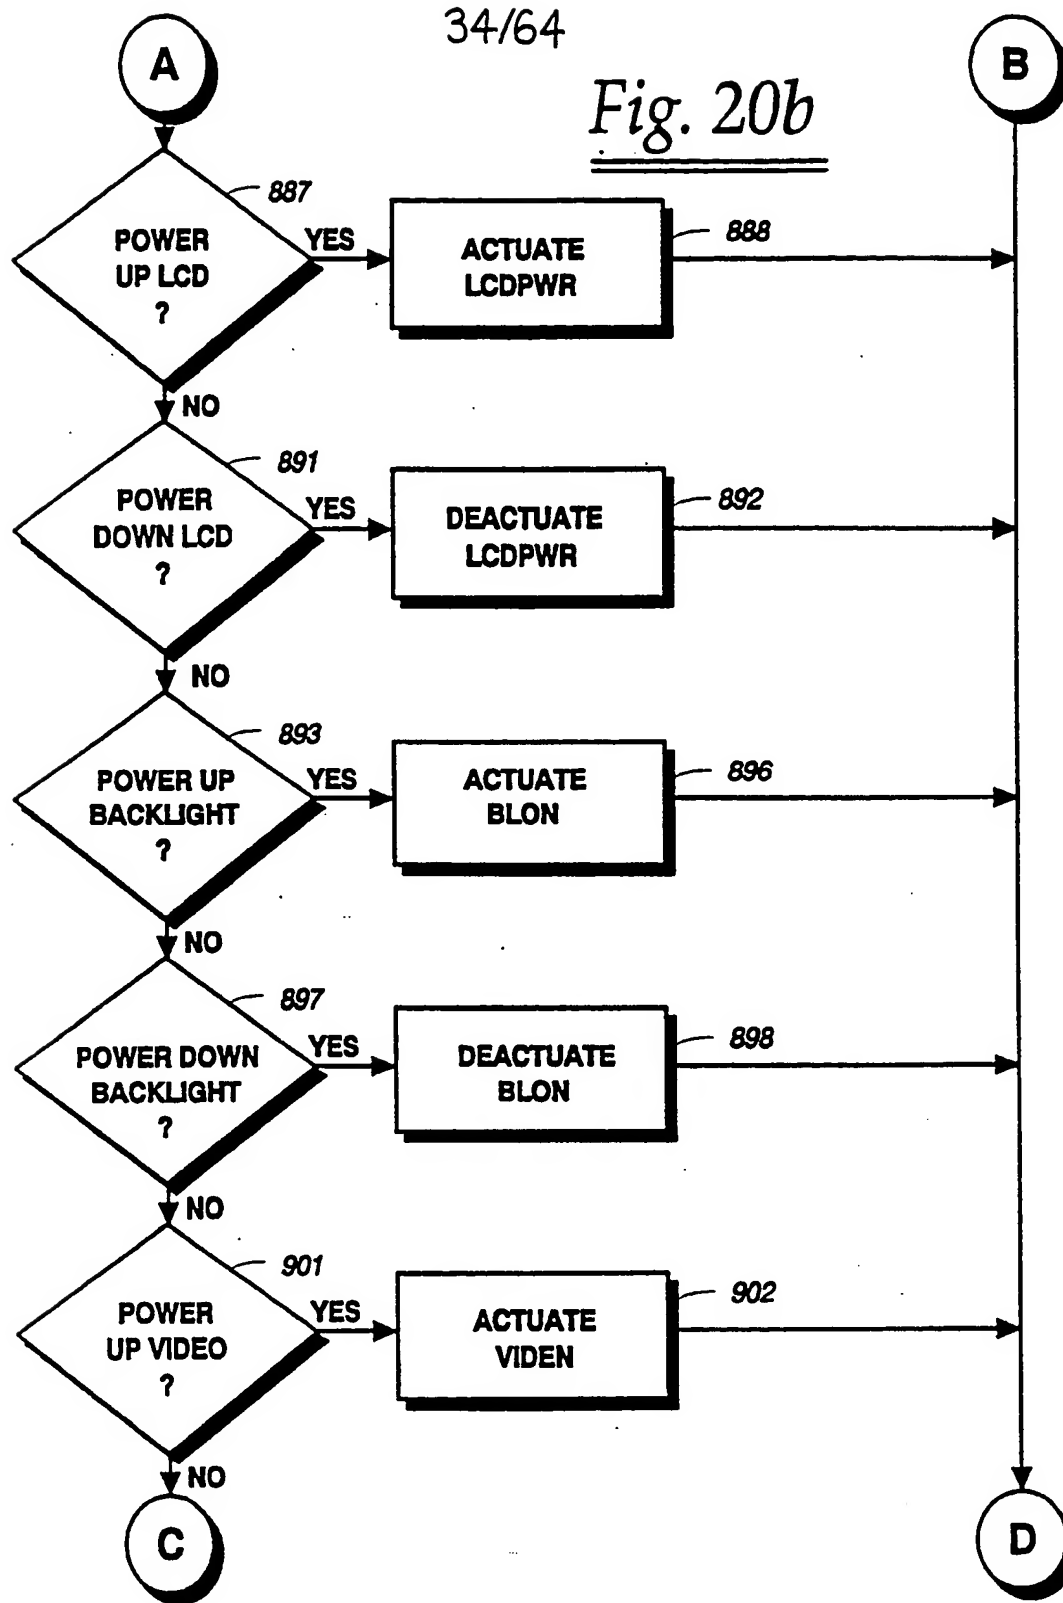 34/64
A
B
Fig. 20b
887
POWER
UP LCD
?
YES
ACTUATE
LCDPWR
888
NO
891
POWER
DOWN LCD
?
YES
DEACTUATE
LCDPWR
892
NO
893
POWER UP
BACKLIGHT
?
YES
ACTUATE
BLON
896
NO
897
POWER DOWN
BACKLIGHT
?
YES
DEACTUATE
BLON
898
NO
901
POWER
UP VIDEO
?
YES
ACTUATE
VIDEN
902
NO
C
D